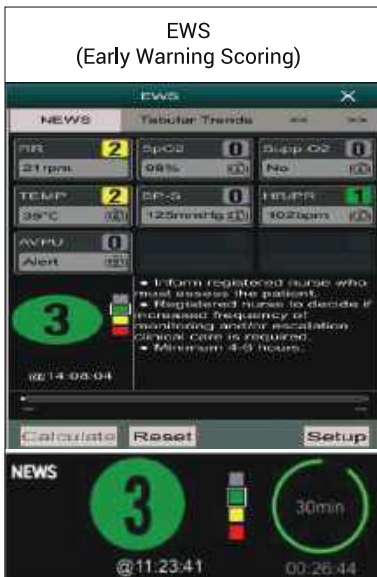 EWS
(Early Warning Scoring)
EWS
NEWS Tabular Trends << >>
RR 2 SpO2 0 Supp.O2 0
21rpm 98% No
TEMP 2 BP-S 0 HR/PR 1
39°C 125mmHg 102bpm
AVPU 0
Alert
• Inform registered nurse who
must assess the patient.
• Registered nurse to decide if
increased frequency of
monitoring and/or escalation
clinical care is required.
• Minimum 4-6 hours.
3
@14:08:04
Calculate Reset Setup
NEWS
3
30min
@11:23:41 00:26:44